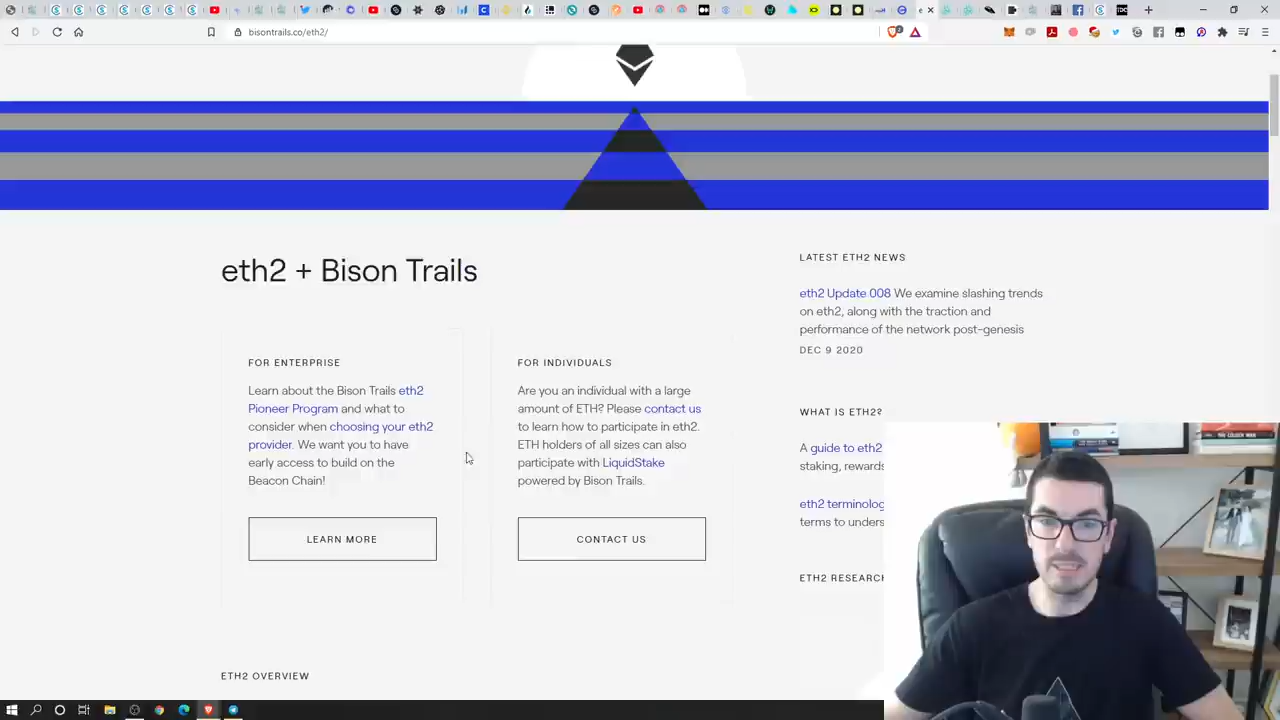 bisontrails.co/eth2/
eth2 + Bison Trails
FOR ENTERPRISE
Learn about the Bison Trails eth2
Pioneer Program and what to
consider when choosing your eth2
provider. We want you to have
early access to build on the
Beacon Chain!
LEARN MORE
FOR INDIVIDUALS
Are you an individual with a large
amount of ETH? Please contact us
to learn how to participate in eth2.
ETH holders of all sizes can also
participate with LiquidStake
powered by Bison Trails.
CONTACT US
LATEST ETH2 NEWS
eth2 Update 008 We examine slashing trends
on eth2, along with the traction and
performance of the network post-genesis
DEC 9 2020
WHAT IS ETH2?
A guide to eth2
staking, rewards
eth2 terminolog
terms to unders
ETH2 RESEARCH
ETH2 OVERVIEW